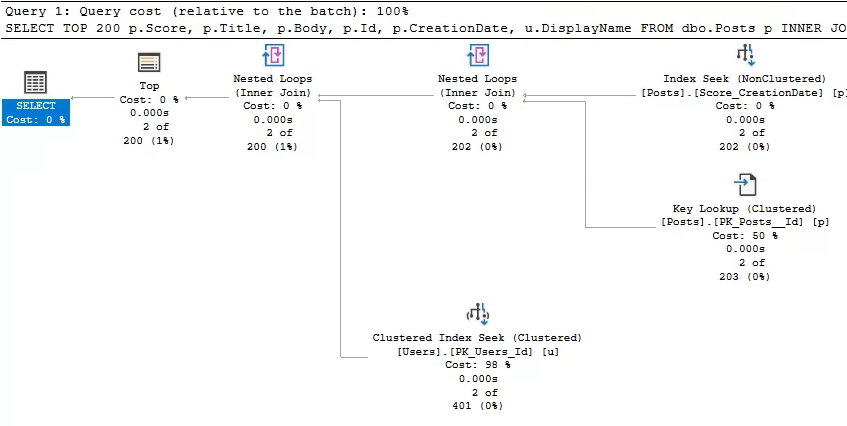 Query 1: Query cost (relative to the batch): 100%
SELECT TOP 200 p.Score, p.Title, p.Body, p.Id, p.CreationDate, u.DisplayName FROM dbo.Posts p INNER JO
SELECT
Cost: 0 %
Top
Cost: 0 %
0.000s
2 of
200 (1%)
Nested Loops
(Inner Join)
Cost: 0 %
0.000s
2 of
200 (1%)
Nested Loops
(Inner Join)
Cost: 0 %
0.000s
2 of
202 (0%)
Index Seek (NonClustered)
[Posts].[Score_CreationDate] [p]
Cost: 0 %
0.000s
2 of
202 (0%)
Key Lookup (Clustered)
[Posts].[PK_Posts__Id] [p]
Cost: 50 %
0.000s
2 of
203 (0%)
Clustered Index Seek (Clustered)
[Users].[PK_Users_Id] [u]
Cost: 98 %
0.000s
2 of
401 (0%)